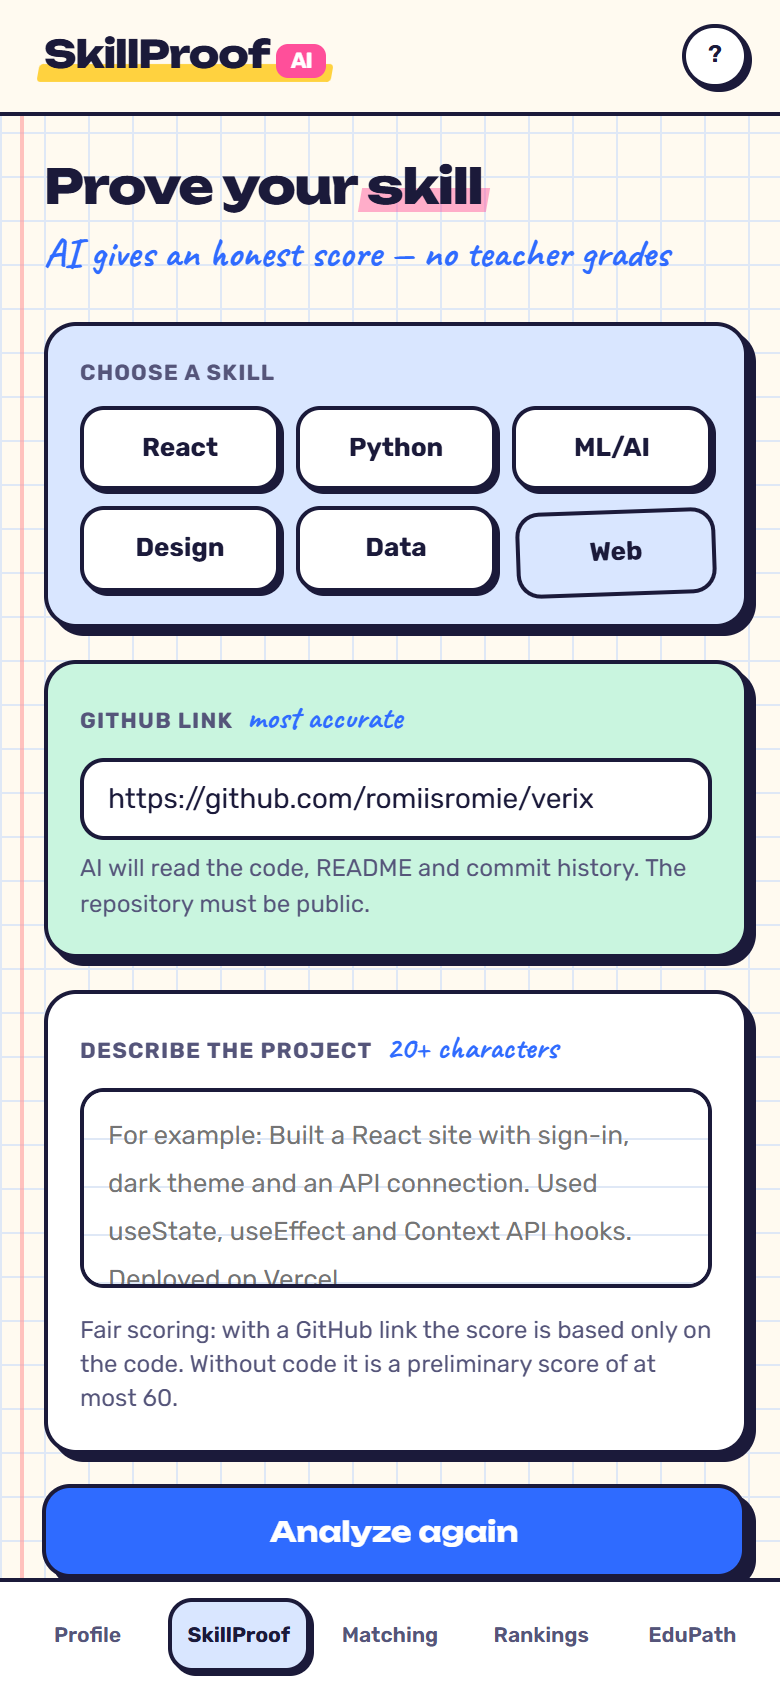 SkillProof AI
?
Prove your skill
AI gives an honest score — no teacher grades
CHOOSE A SKILL
React Python ML/AI
Design Data Web
GITHUB LINK most accurate
https://github.com/romiisromie/verix
AI will read the code, README and commit history. The
repository must be public.
DESCRIBE THE PROJECT 20+ characters
For example: Built a React site with sign-in,
dark theme and an API connection. Used
useState, useEffect and Context API hooks.
Deployed on Vercel
Fair scoring: with a GitHub link the score is based only on
the code. Without code it is a preliminary score of at
most 60.
Analyze again
Profile SkillProof Matching Rankings EduPath